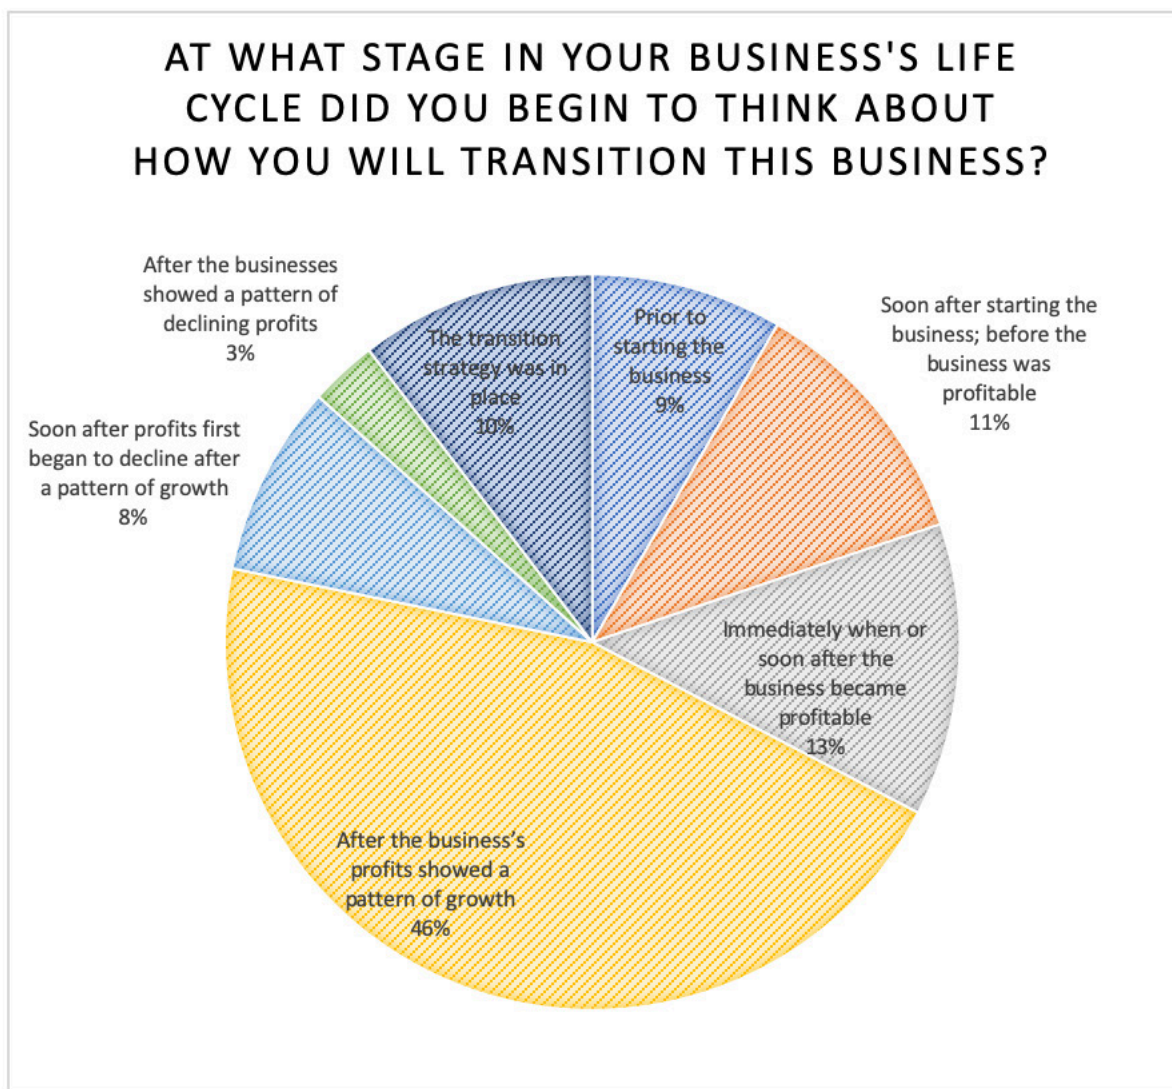 AT WHAT STAGE IN YOUR BUSINESS'S LIFE
CYCLE DID YOU BEGIN TO THINK ABOUT
HOW YOU WILL TRANSITION THIS BUSINESS?
After the businesses
showed a pattern of
declining profits
3%
The transition
strategy was in
place
10%
Prior to
starting the
business
9%
Soon after starting the
business; before the
business was
profitable
11%
Soon after profits first
began to decline after
a pattern of growth
8%
Immediately when or
soon after the
business became
profitable
13%
After the business’s
profits showed a
pattern of growth
46%